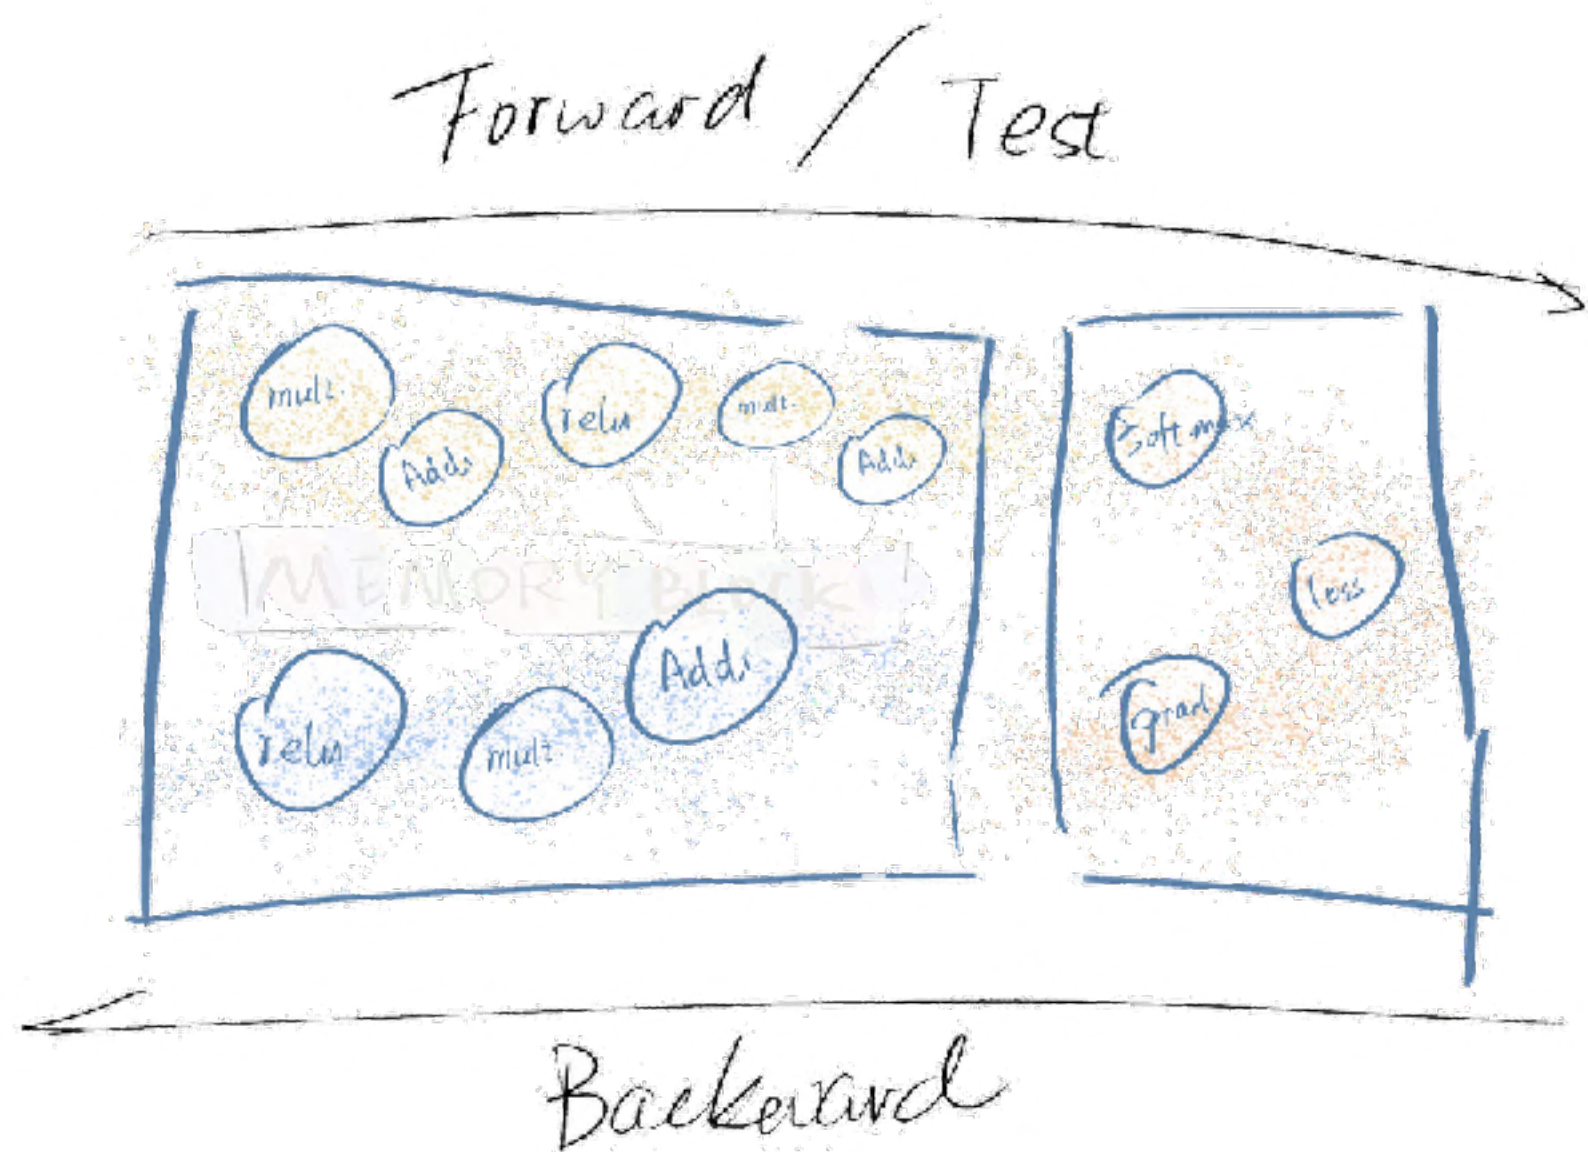 Forward / Test
mult.
Add.
relu
mult.
Add.
Softmax
MEMORY BLOCK
loss
Add.
relu
mult.
grad
Backward